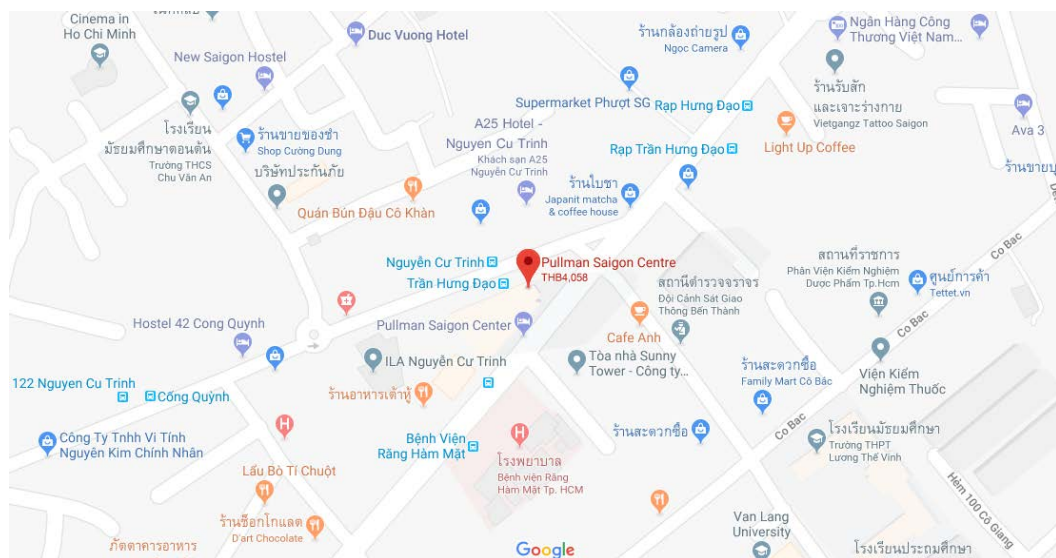 Cinema in
Ho Chi Minh
Duc Vuong Hotel
New Saigon Hostel
ร้านกล้องถ่ายรูป
Ngọc Camera
Ngân Hàng Công
Thương Việt Nam...
ร้านรับสัก
และเจาะร่างกาย
Vietgangz Tattoo Saigon
Supermarket Phượt SG
Rạp Hưng Đạo
Ava 3
โรงเรียน
มัธยมศึกษาตอนต้น
Trường THCS
Chu Văn An
ร้านขายของชำ
Shop Cường Dung
บริษัทประกันภัย
A25 Hotel -
Nguyen Cu Trinh
Khách sạn A25
Nguyễn Cư Trinh
Rạp Trần Hưng Đạo
Light Up Coffee
ร้านใบชา
Japanit matcha
& coffee house
Quán Bún Đậu Cô Khàn
Nguyễn Cư Trinh
Trần Hưng Đạo
Pullman Saigon Centre
THB4,058
สถานีตำรวจจราจร
Đội Cảnh Sát Giao
Thông Bến Thành
สถานที่ราชการ
Phân Viện Kiểm Nghiệm
Dược Phẩm Tp.Hcm
ศูนย์การค้า
Tettet.vn
Co Bac
Co Bac
Co Bac
Hostel 42 Cong Quynh
Pullman Saigon Center
Cafe Anh
ILA Nguyễn Cư Trinh
Tòa nhà Sunny
Tower - Công ty...
ร้านสะดวกซื้อ
Family Mart Cô Bắc
Viện Kiểm
Nghiệm Thuốc
122 Nguyen Cu Trinh
Cống Quỳnh
ร้านอาหารเต้าหู้
Công Ty Tnhh Vi Tính
Nguyên Kim Chính Nhân
Bệnh Viện
Răng Hàm Mặt
ร้านสะดวกซื้อ
โรงเรียนมัธยมศึกษา
Trường THPT
Lương Thế Vinh
โรงพยาบาล
Bệnh viện Răng
Hàm Mặt Tp. HCM
Lẩu Bò Tí Chuột
ร้านช็อกโกแลต
D'art Chocolate
ภัตตาคารอาหาร
Google
Van Lang
University
Hẻm 100 Cô Giang
โรงเรียนประถมศึกษา